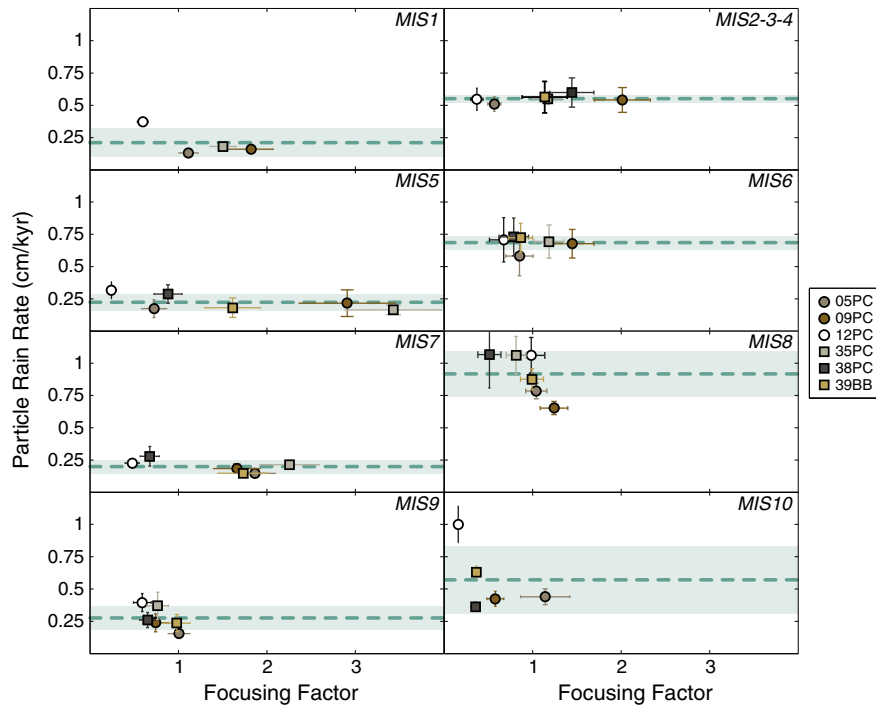 MIS1
MIS2-3-4
1
0.75
0.5
0.25
MIS5
MIS6
1
0.75
0.5
0.25
MIS7
MIS8
1
0.75
0.5
0.25
MIS9
MIS10
1
0.75
0.5
0.25
1 2 3
1 2 3
Focusing Factor
Focusing Factor
Particle Rain Rate (cm/kyr)
05PC
09PC
12PC
35PC
38PC
39BB